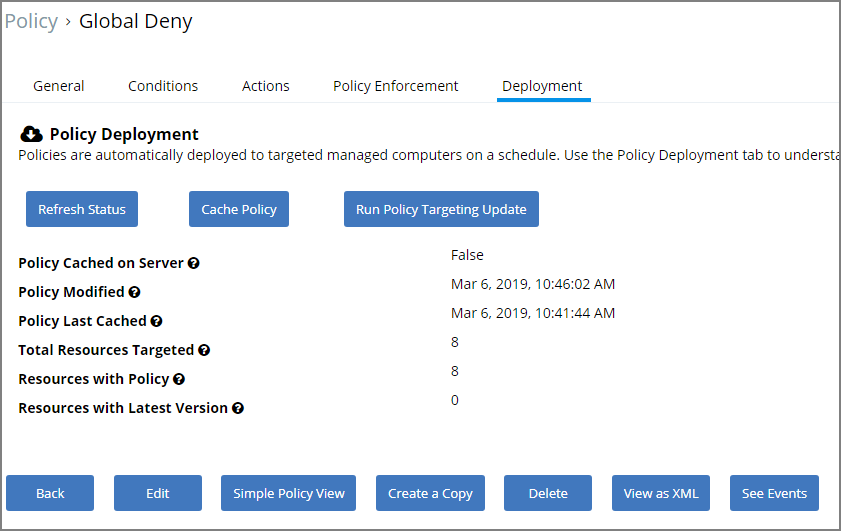 Policy › Global Deny
General Conditions Actions Policy Enforcement Deployment
Policy Deployment
Policies are automatically deployed to targeted managed computers on a schedule. Use the Policy Deployment tab to understa
Refresh Status Cache Policy Run Policy Targeting Update
Policy Cached on Server ? False
Policy Modified ? Mar 6, 2019, 10:46:02 AM
Policy Last Cached ? Mar 6, 2019, 10:41:44 AM
Total Resources Targeted ? 8
Resources with Policy ? 8
Resources with Latest Version ? 0
Back Edit Simple Policy View Create a Copy Delete View as XML See Events